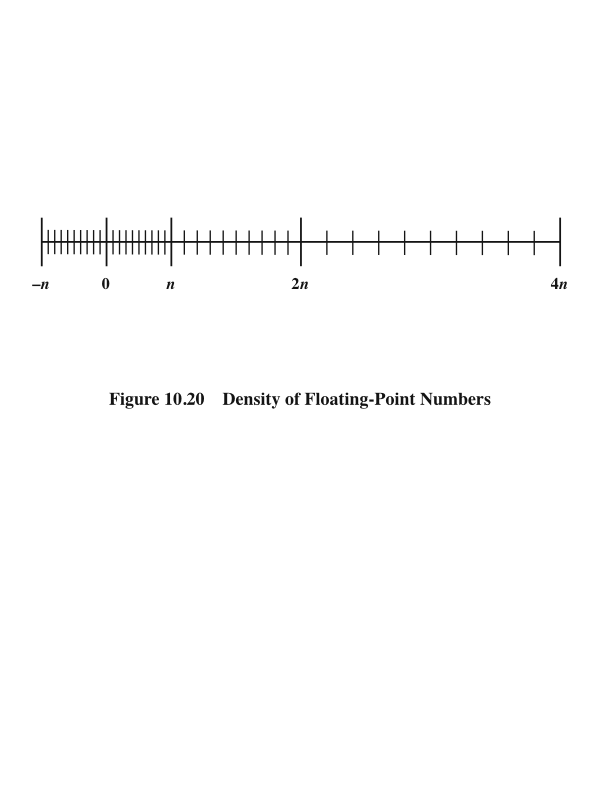 –n 0 n 2n 4n
Figure 10.20 Density of Floating-Point Numbers